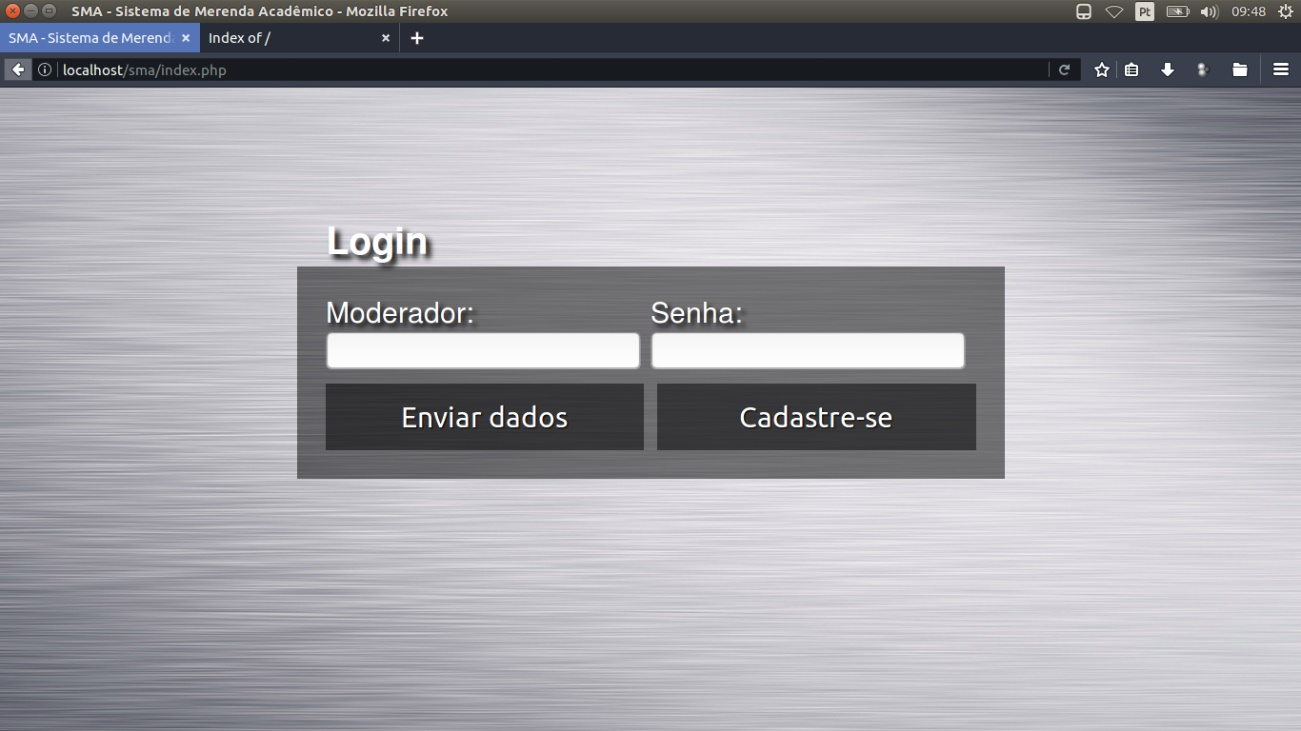 SMA - Sistema de Merenda Acadêmico - Mozilla Firefox
Pt
09:48
SMA - Sistema de Merend
Index of /
localhost/sma/index.php
Login
Moderador: Senha:
Enviar dados Cadastre-se